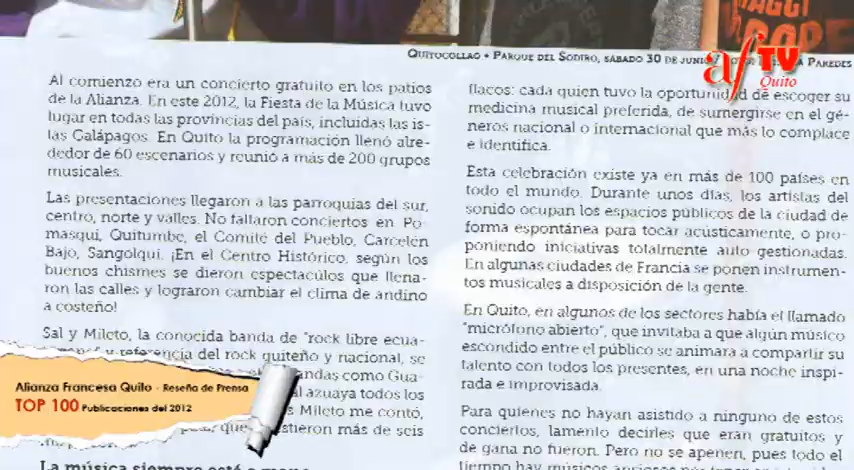 QUITOCOLLAO • PARQUE DEL SODIRO, SÁBADO 30 DE JUNIO
PAREDES
af TV
Quito
Al comienzo era un concierto gratuito en los patios
de la Alianza. En este 2012, la Fiesta de la Música tuvo
lugar en todas las provincias del país, incluidas las is-
las Galápagos. En Quito la programación llenó alre-
dedor de 60 escenarios y reunió a más de 200 grupos
musicales.
Las presentaciones llegaron a las parroquias del sur,
centro, norte y valles. No faltaron conciertos en Po-
masqui, Quitumbe, el Comité del Pueblo, Carcelén
Bajo, Sangolquí. ¡En el Centro Histórico, según los
buenos chismes se dieron espectáculos que llena-
ron las calles y lograron cambiar el clima de andino
a costeño!
Sal y Mileto, la conocida banda de "rock libre ecua-
y referencia del rock quiteño y nacional, se
andas como Gua-
al azuaya todos los
s Mileto me contó,
que stieron más de seis
La música siempre está a mano
flacos: cada quien tuvo la oportunidad de escoger su
medicina musical preferida, de sumergirse en el gé-
neros nacional o internacional que más lo complace
e identifica.
Esta celebración existe ya en más de 100 países en
todo el mundo. Durante unos días, los artistas del
sonido ocupan los espacios públicos de la ciudad de
forma espontánea para tocar acústicamente, o pro-
poniendo iniciativas totalmente auto-gestionadas.
En algunas ciudades de Francia se ponen instrumen-
tos musicales a disposición de la gente.
En Quito, en algunos de los sectores había el llamado
"micrófono abierto", que invitaba a que algún músico
escondido entre el público se animara a compartir su
talento con todos los presentes, en una noche inspi-
rada e improvisada.
Para quienes no hayan asistido a ninguno de estos
conciertos, lamento decirles que eran gratuitos y
de gana no fueron. Pero no se apenen, pues todo el
tiempo hay músicos
Alianza Francesa Quito - Reseña de Prensa
TOP 100 Publicaciones del 2012